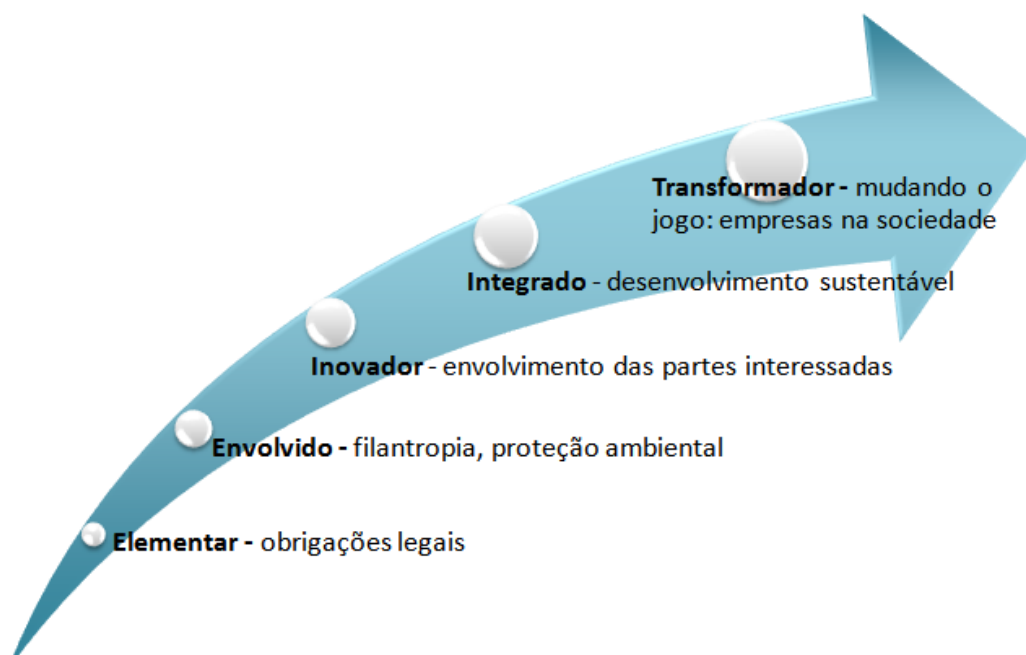 Transformador - mudando o
jogo: empresas na sociedade
Integrado - desenvolvimento sustentável
Inovador - envolvimento das partes interessadas
Envolvido - filantropia, proteção ambiental
Elementar - obrigações legais